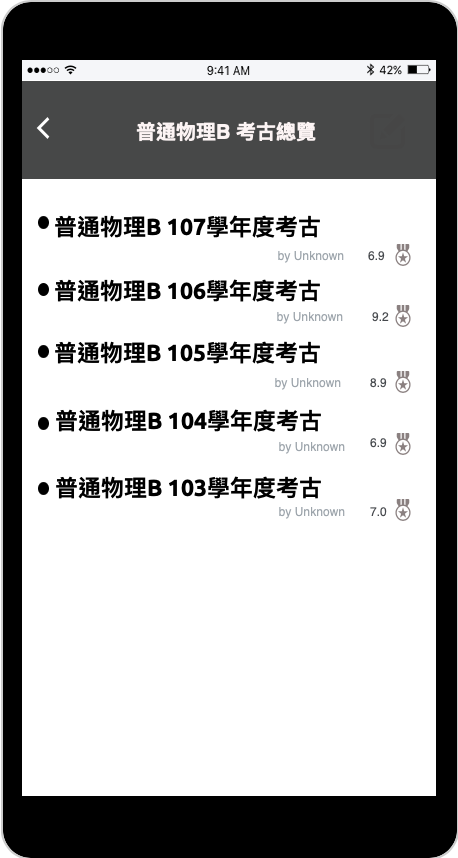 9:41 AM 42%
普通物理B 考古總覽
普通物理B 107學年度考古
by Unknown 6.9
普通物理B 106學年度考古
by Unknown 9.2
普通物理B 105學年度考古
by Unknown 8.9
普通物理B 104學年度考古
by Unknown 6.9
普通物理B 103學年度考古
by Unknown 7.0